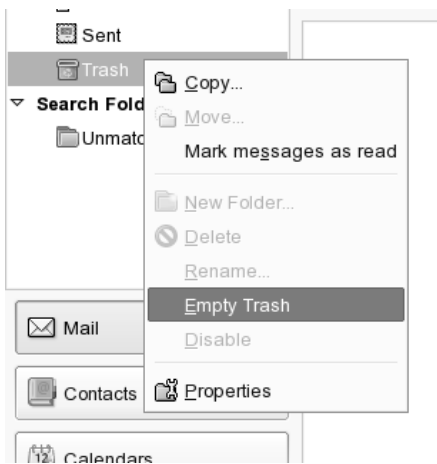 Sent
Trash
Search Fold
Unmatc
Copy...
Move...
Mark messages as read
New Folder...
Delete
Rename...
Empty Trash
Disable
Properties
Mail
Contacts
12 Calendars